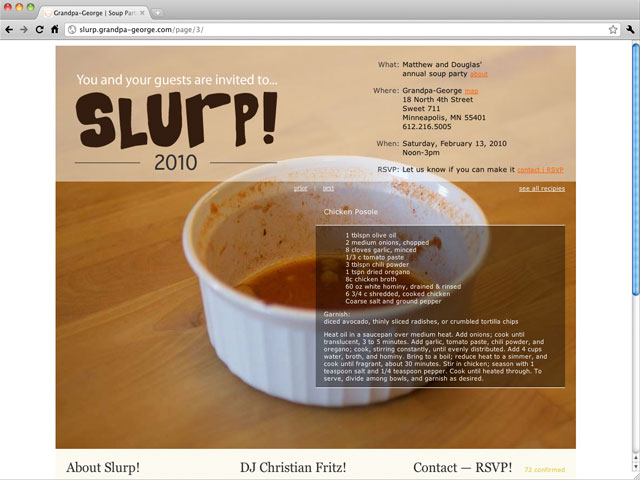 Grandpa-George | Soup Par
slurp.grandpa-george.com/page/3/
You and your guests are invited to...
SLURP!
2010
What: Matthew and Douglas'
annual soup party about
Where: Grandpa-George map
18 North 4th Street
Sweet 711
Minneapolis, MN 55401
612.216.5005
When: Saturday, February 13, 2010
Noon-3pm
RSVP: Let us know if you can make it contact | RSVP
see all recipies
Chicken Posole
1 tblspn olive oil
2 medium onions, chopped
8 cloves garlic, minced
1/3 c tomato paste
3 tblspn chili powder
1 tspn dried oregano
8c chicken broth
60 oz white hominy, drained & rinsed
6 3/4 c shredded, cooked chicken
Coarse salt and ground pepper
Garnish:
diced avocado, thinly sliced radishes, or crumbled tortilla chips
Heat oil in a saucepan over medium heat. Add onions; cook until
translucent, 3 to 5 minutes. Add garlic, tomato paste, chili powder, and
oregano; cook, stirring constantly, until evenly distributed. Add 4 cups
water, broth, and hominy. Bring to a boil; reduce heat to a simmer, and
cook until fragrant, about 30 minutes. Stir in chicken; season with 1
teaspoon salt and 1/4 teaspoon pepper. Cook until heated through. To
serve, divide among bowls, and garnish as desired.
About Slurp!
DJ Christian Fritz!
Contact — RSVP! 72 confirmed